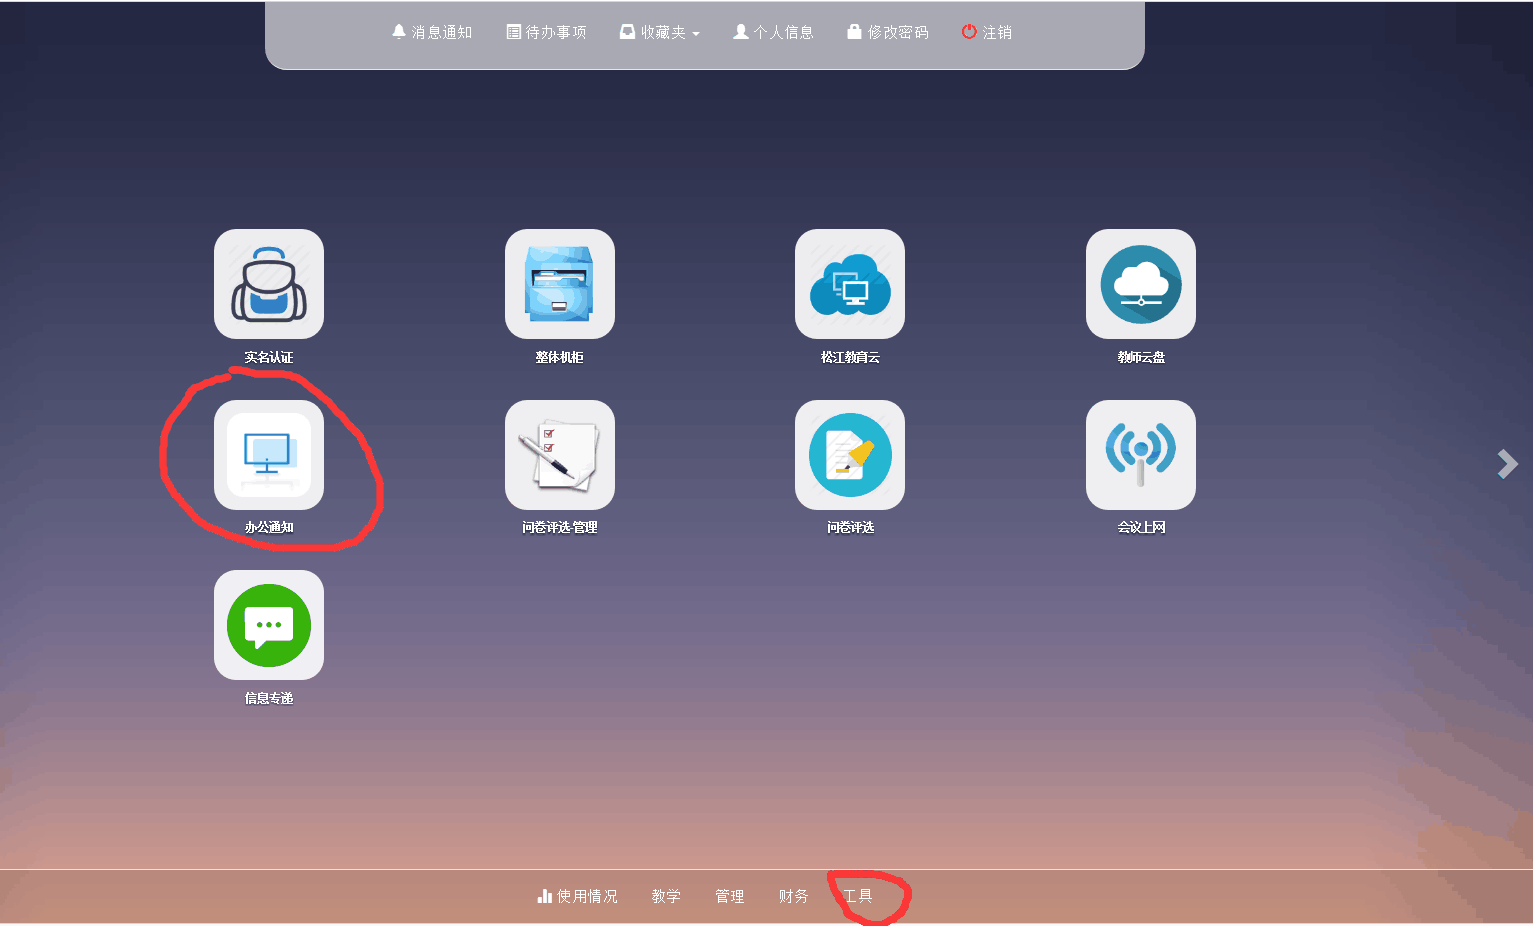 消息通知 待办事项 收藏夹 个人信息 修改密码 注销
实名认证 整体机柜 松江教育云 教师云盘
办公通知 问卷评选-管理 问卷评选 会议上网
信息专递
使用情况 教学 管理 财务 工具